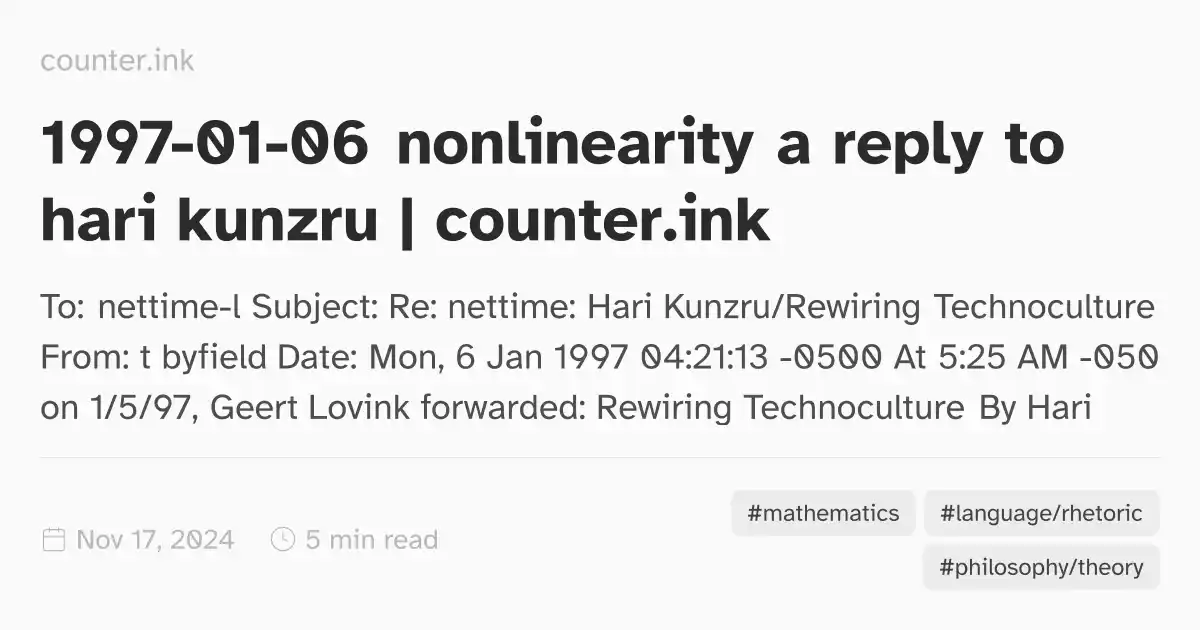 counter.ink
1997-01-06 nonlinearity a reply to
hari kunzru | counter.ink
To: nettime-l Subject: Re: nettime: Hari Kunzru/Rewiring Technoculture
From: t byfield Date: Mon, 6 Jan 1997 04:21:13 -0500 At 5:25 AM -050
on 1/5/97, Geert Lovink forwarded: Rewiring Technoculture By Hari
Nov 17, 2024 5 min read
#mathematics #language/rhetoric
#philosophy/theory